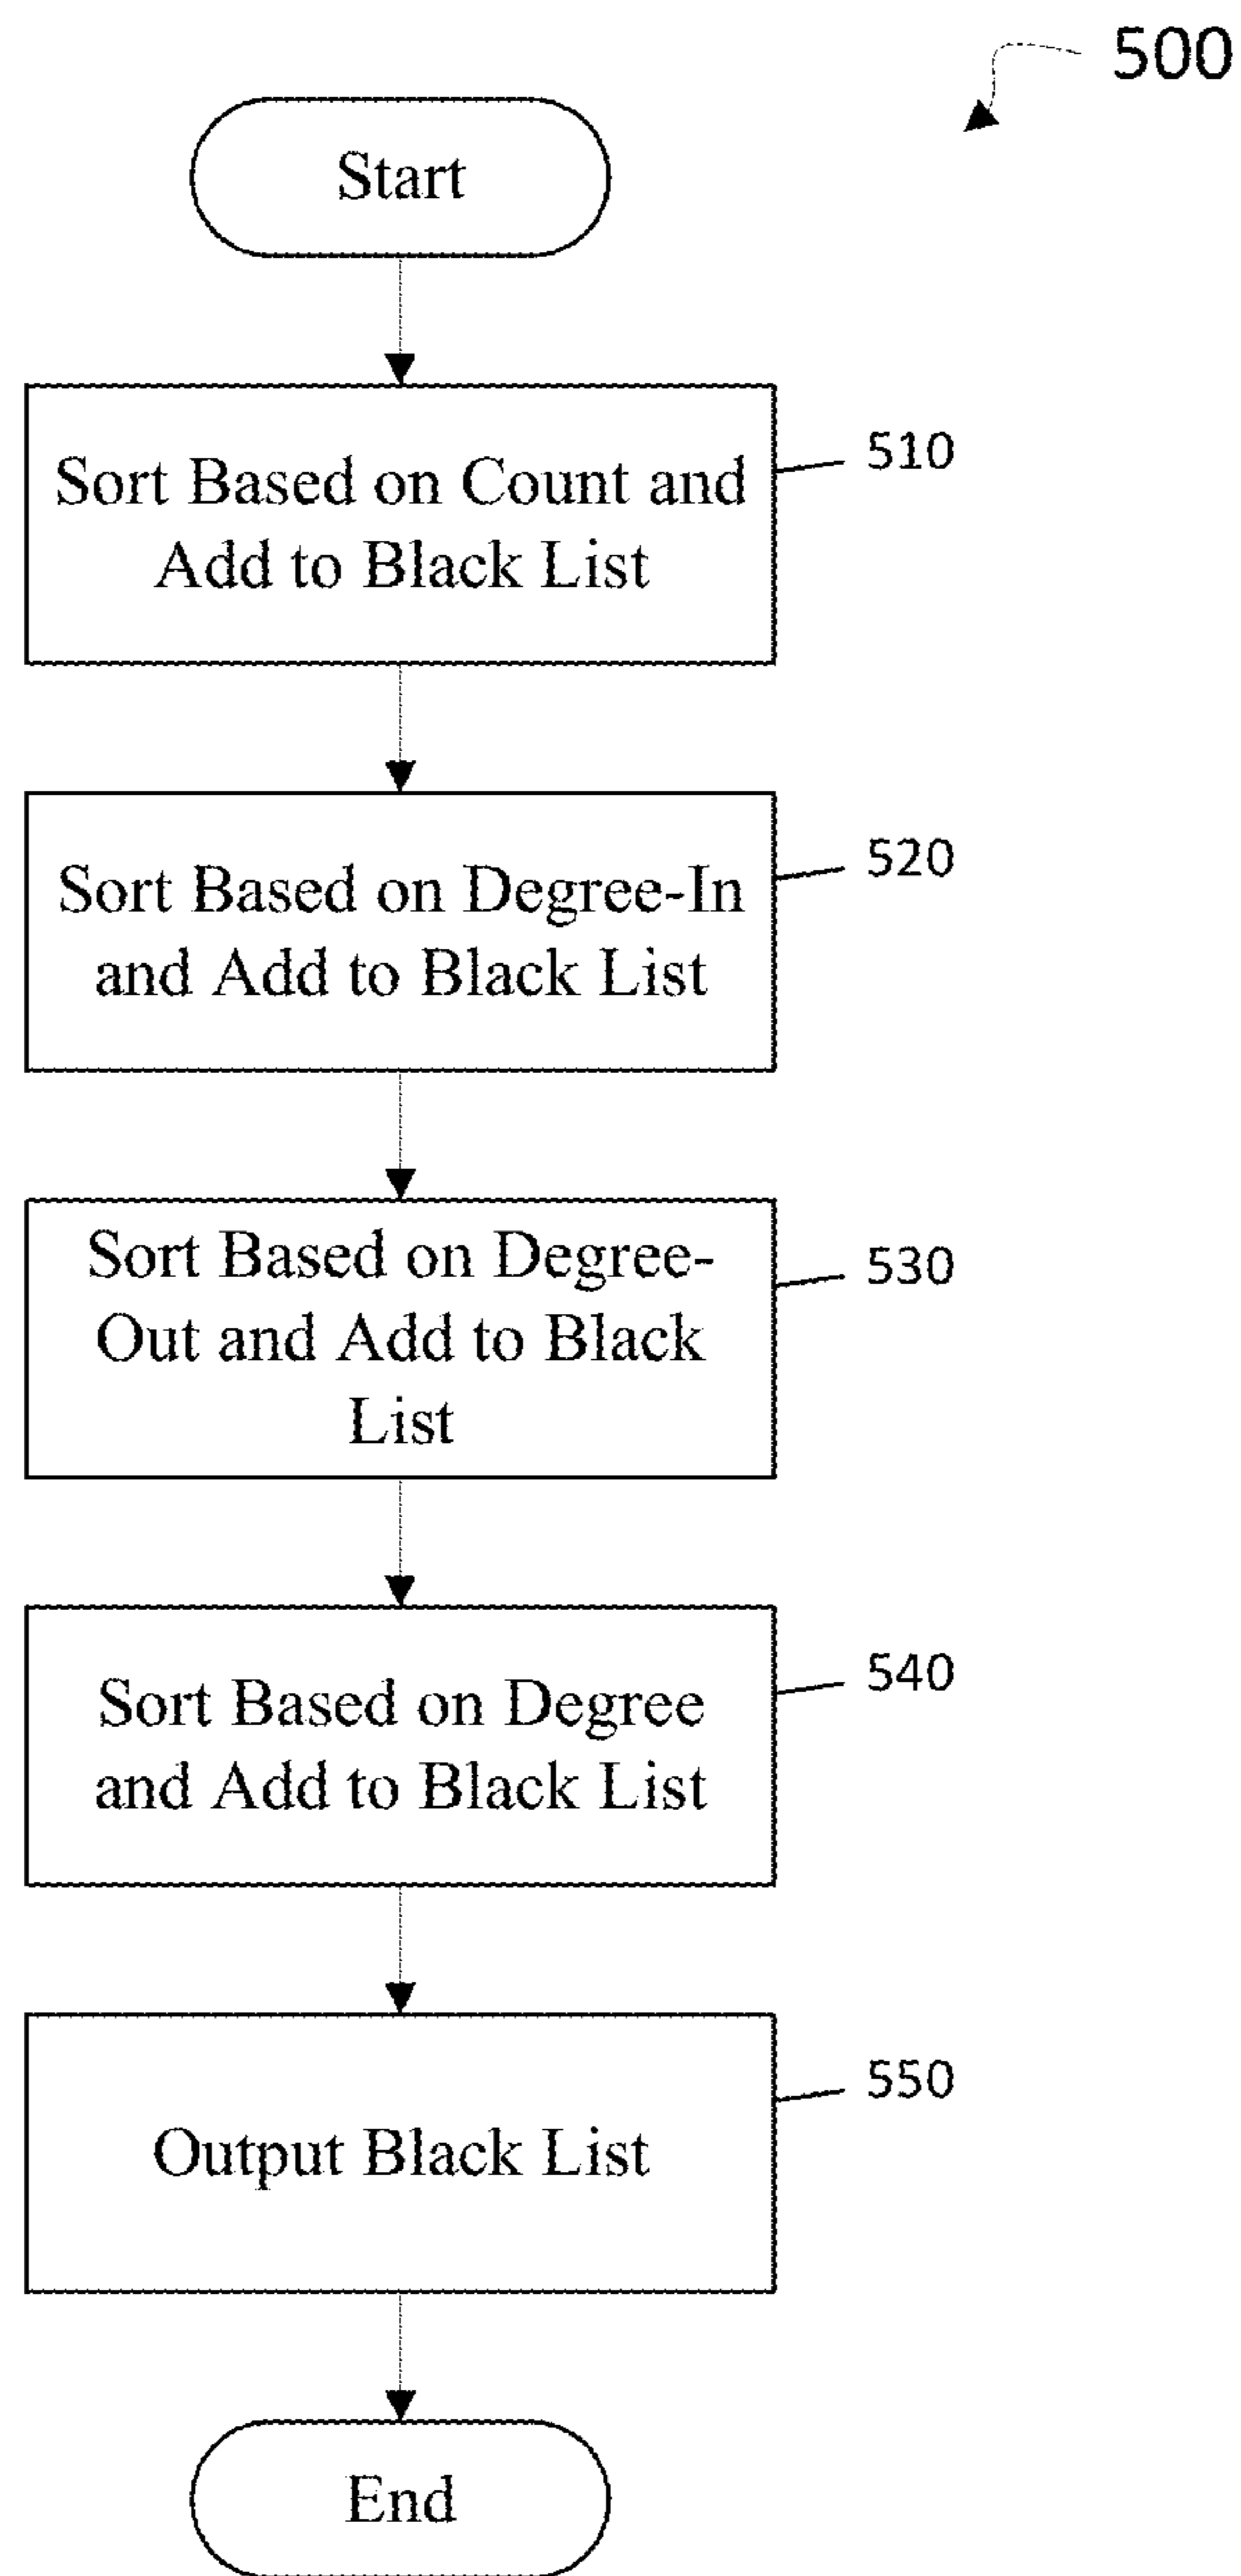 500
Start
Sort Based on Count and
Add to Black List
510
Sort Based on Degree-In
and Add to Black List
520
Sort Based on Degree-
Out and Add to Black
List
530
Sort Based on Degree
and Add to Black List
540
Output Black List
550
End